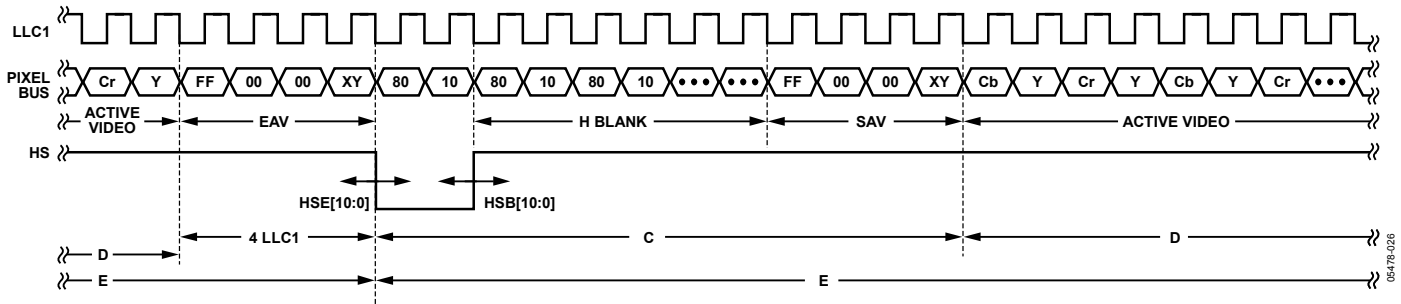 LLC1
PIXEL BUS Cr Y FF 00 00 XY 80 10 80 10 80 10 ••• ••• FF 00 00 XY Cb Y Cr Y Cb Y Cr •••
ACTIVE VIDEO EAV H BLANK SAV ACTIVE VIDEO
HS
HSE[10:0] HSB[10:0]
4 LLC1 C D
D
E E
05478-026